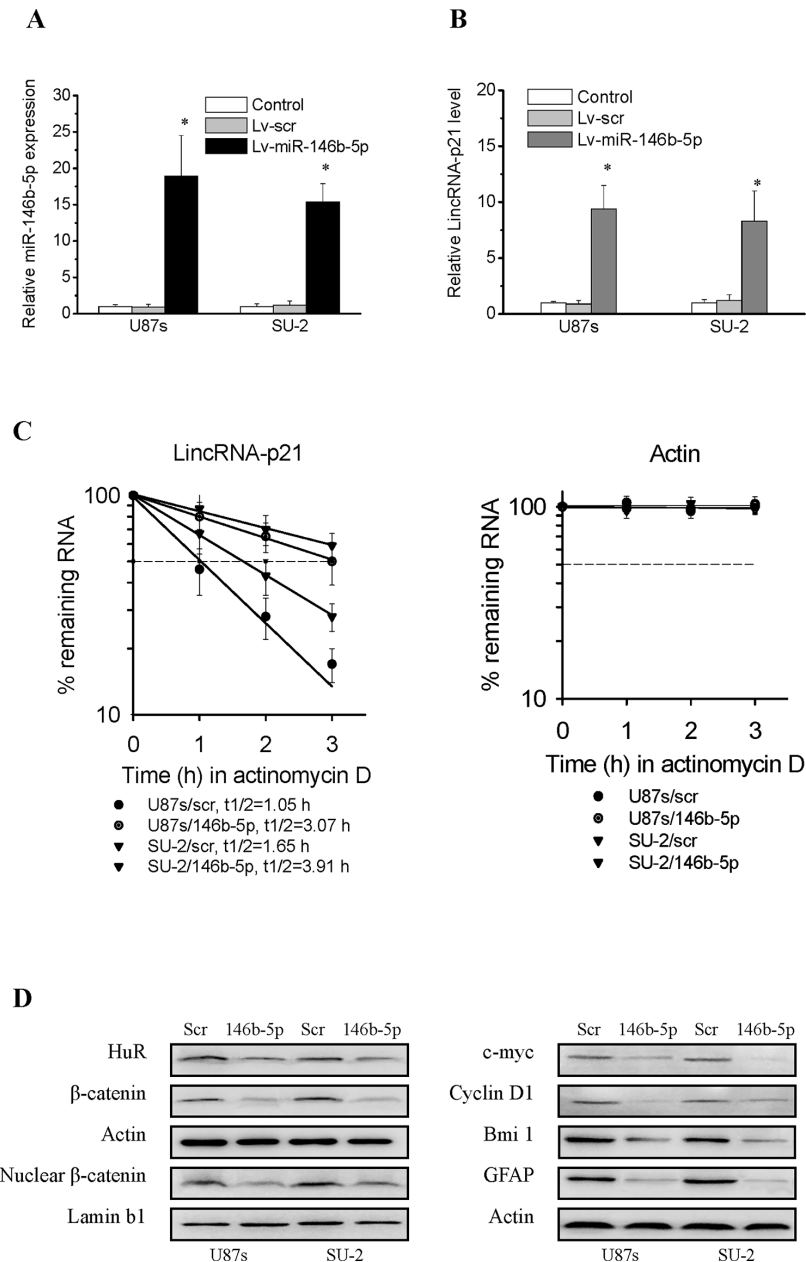 A
Relative miR-146b-5p expression
30
25
20
15
10
5
0
Control
Lv-scr
Lv-miR-146b-5p
*
*
U87s
SU-2
B
Relative LincRNA-p21 level
20
15
10
5
0
Control
Lv-scr
Lv-miR-146b-5p
*
*
U87s
SU-2
C
LincRNA-p21
% remaining RNA
100
10
0 1 2 3
Time (h) in actinomycin D
U87s/scr, t1/2=1.05 h
U87s/146b-5p, t1/2=3.07 h
SU-2/scr, t1/2=1.65 h
SU-2/146b-5p, t1/2=3.91 h
Actin
% remaining RNA
100
10
0 1 2 3
Time (h) in actinomycin D
U87s/scr
U87s/146b-5p
SU-2/scr
SU-2/146b-5p
D
Scr 146b-5p Scr 146b-5p
HuR
β-catenin
Actin
Nuclear β-catenin
Lamin b1
U87s SU-2
Scr 146b-5p Scr 146b-5p
c-myc
Cyclin D1
Bmi 1
GFAP
Actin
U87s SU-2